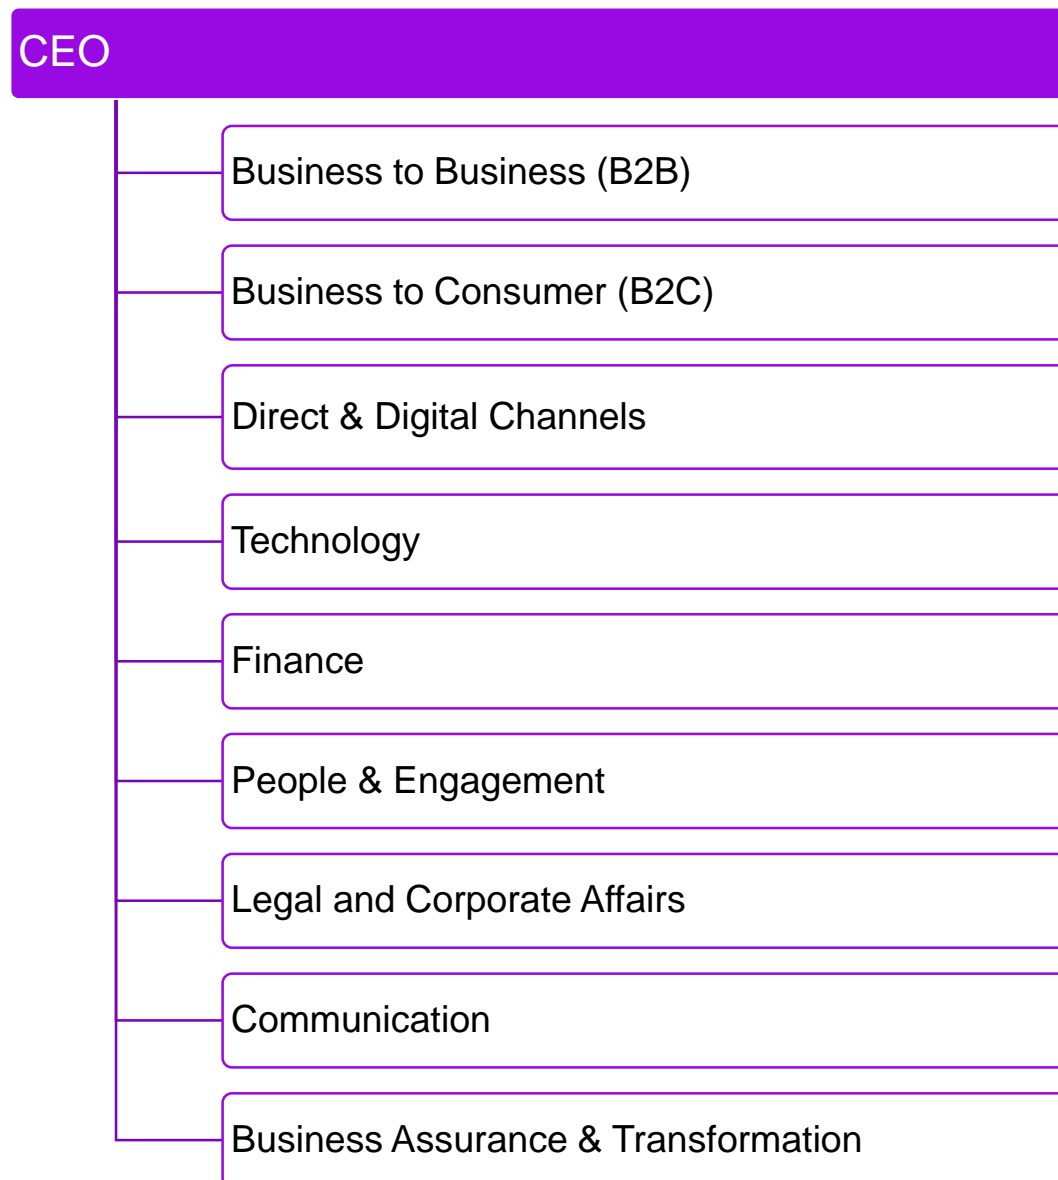 CEO
Business to Business (B2B)
Business to Consumer (B2C)
Direct & Digital Channels
Technology
Finance
People & Engagement
Legal and Corporate Affairs
Communication
Business Assurance & Transformation